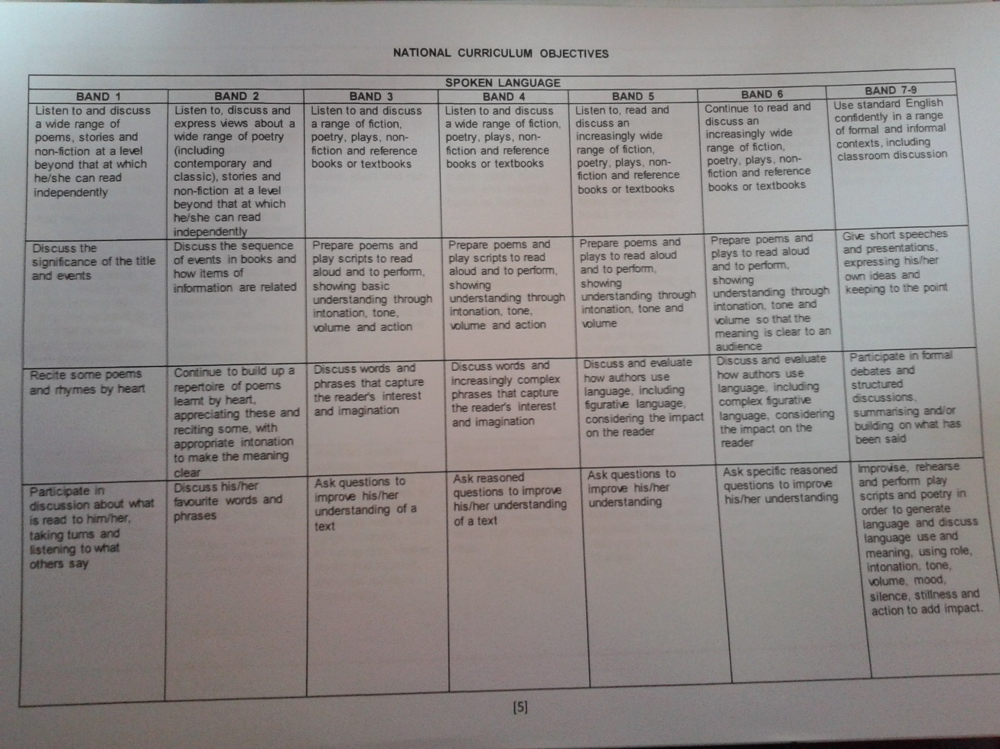 NATIONAL CURRICULUM OBJECTIVES
SPOKEN LANGUAGE
BAND 1
BAND 2
BAND 3
BAND 4
BAND 5
BAND 6
BAND 7-9
Listen to and discuss
a wide range of
poems, stories and
non-fiction at a level
beyond that at which
he/she can read
independently
Listen to, discuss and
express views about a
wide range of poetry
(including
contemporary and
classic), stories and
non-fiction at a level
beyond that at which
he/she can read
independently
Listen to and discuss
a range of fiction,
poetry, plays, non-
fiction and reference
books or textbooks
Listen to and discuss
a wide range of fiction,
poetry, plays, non-
fiction and reference
books or textbooks
Listen to, read and
discuss an
increasingly wide
range of fiction,
poetry, plays, non-
fiction and reference
books or textbooks
Continue to read and
discuss an
increasingly wide
range of fiction,
poetry, plays, non-
fiction and reference
books or textbooks
Use standard English
confidently in a range
of formal and informal
contexts, including
classroom discussion
Discuss the
significance of the title
and events
Discuss the sequence
of events in books and
how items of
information are related
Prepare poems and
play scripts to read
aloud and to perform,
showing basic
understanding through
intonation, tone,
volume and action
Prepare poems and
play scripts to read
aloud and to perform,
showing
understanding through
intonation, tone,
volume and action
Prepare poems and
plays to read aloud
and to perform,
showing
understanding through
intonation, tone and
volume
Prepare poems and
plays to read aloud
and to perform,
showing
understanding through
intonation, tone and
volume so that the
meaning is clear to an
audience
Give short speeches
and presentations,
expressing his/her
own ideas and
keeping to the point
Recite some poems
and rhymes by heart
Continue to build up a
repertoire of poems
learnt by heart,
appreciating these and
reciting some, with
appropriate intonation
to make the meaning
clear
Discuss words and
phrases that capture
the reader's interest
and imagination
Discuss words and
increasingly complex
phrases that capture
the reader's interest
and imagination
Discuss and evaluate
how authors use
language, including
figurative language,
considering the impact
on the reader
Discuss and evaluate
how authors use
language, including
complex figurative
language, considering
the impact on the
reader
Participate in formal
debates and
structured
discussions,
summarising and/or
building on what has
been said
Participate in
discussion about what
is read to him/her,
taking turns and
listening to what
others say
Discuss his/her
favourite words and
phrases
Ask questions to
improve his/her
understanding of a
text
Ask reasoned
questions to improve
his/her understanding
of a text
Ask questions to
improve his/her
understanding
Ask specific reasoned
questions to improve
his/her understanding
Improvise, rehearse
and perform play
scripts and poetry in
order to generate
language and discuss
language use and
meaning, using role,
intonation, tone,
volume, mood,
silence, stillness and
action to add impact.
[5]